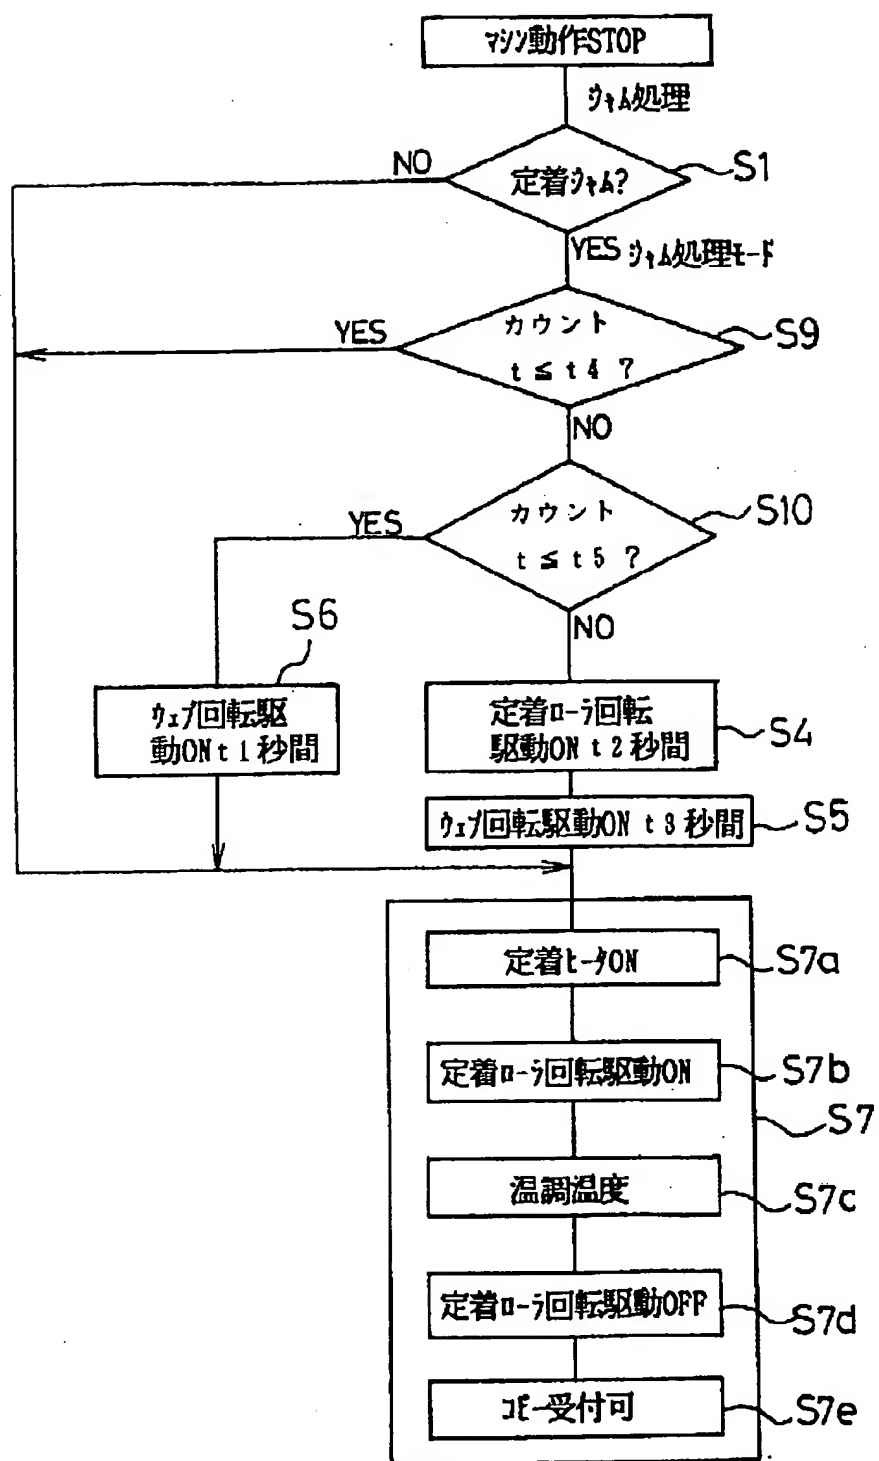 マシン動作STOP
ジャム処理
NO
定着ジャム?
S1
YES ジャム処理モード
YES
カウント
t ≦ t4 ?
S9
NO
YES
カウント
t ≦ t5 ?
S10
NO
S6
ウェブ回転駆
動ON t1秒間
定着ローラ回転
駆動ON t2秒間
S4
ウェブ回転駆動ON t3秒間
S5
定着ヒータON
S7a
定着ローラ回転駆動ON
S7b
S7
温調温度
S7c
定着ローラ回転駆動OFF
S7d
コピー受付可
S7e